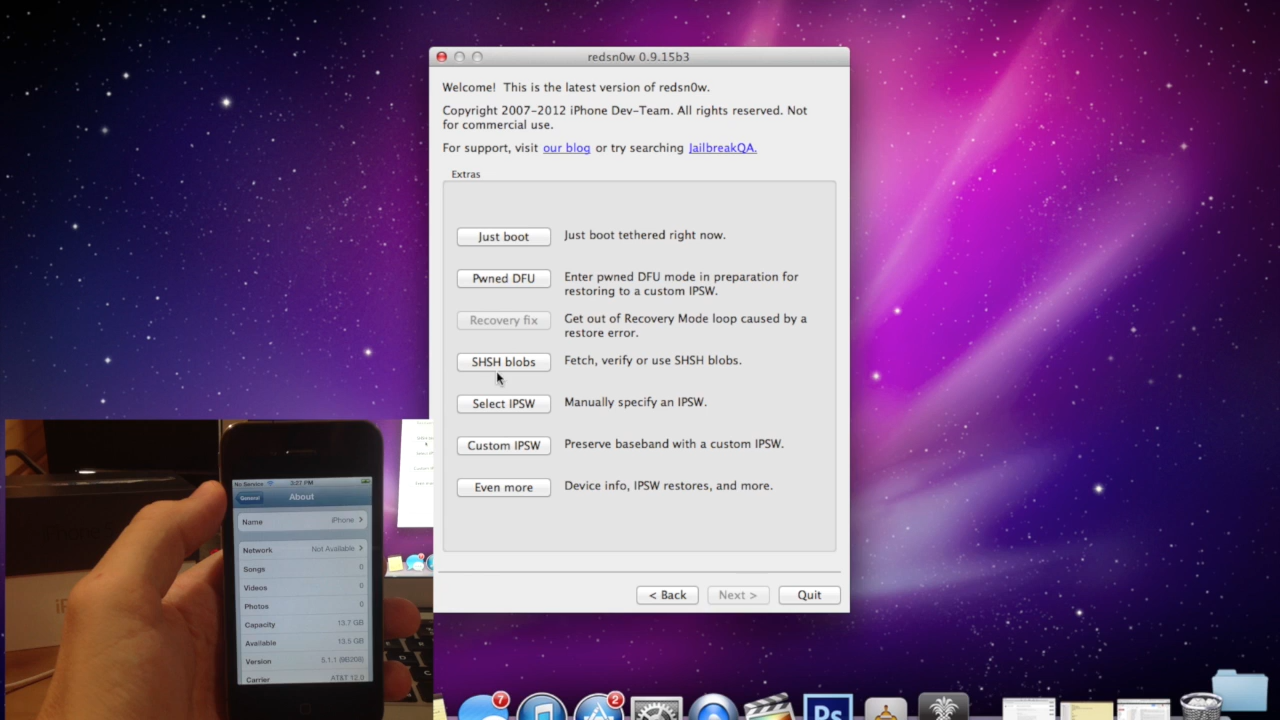 redsn0w 0.9.15b3
Welcome! This is the latest version of redsn0w.
Copyright 2007-2012 iPhone Dev-Team. All rights reserved. Not
for commercial use.
For support, visit our blog or try searching JailbreakQA.
Extras
Just boot
Just boot tethered right now.
Pwned DFU
Enter pwned DFU mode in preparation for
restoring to a custom IPSW.
Recovery fix
Get out of Recovery Mode loop caused by a
restore error.
SHSH blobs
Fetch, verify or use SHSH blobs.
Select IPSW
Manually specify an IPSW.
Custom IPSW
Preserve baseband with a custom IPSW.
Even more
Device info, IPSW restores, and more.
< Back
Next >
Quit
No Service 3:27 PM
General
About
Name iPhone
Network Not Available
Songs 0
Videos 0
Photos 0
Capacity 13.7 GB
Available 13.5 GB
Version 5.1.1 (9B208)
Carrier AT&T 12.0
7
2
Ps